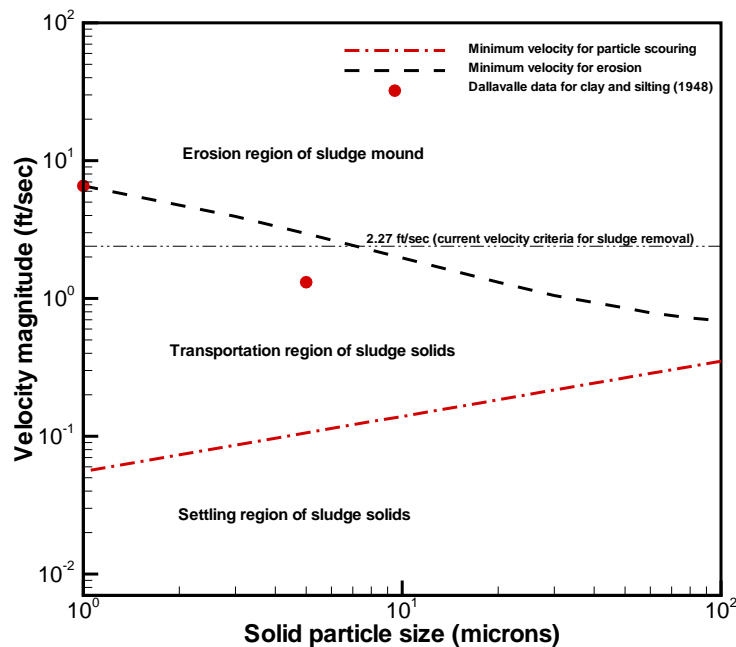 10²
Minimum velocity for particle scouring
Minimum velocity for erosion
Dallavalle data for clay and silting (1948)
Erosion region of sludge mound
10¹
2.27 ft/sec (current velocity criteria for sludge removal)
10⁰
Transportation region of sludge solids
10⁻¹
Settling region of sludge solids
10⁻²
Velocity magnitude (ft/sec)
10⁰ 10¹ 10²
Solid particle size (microns)